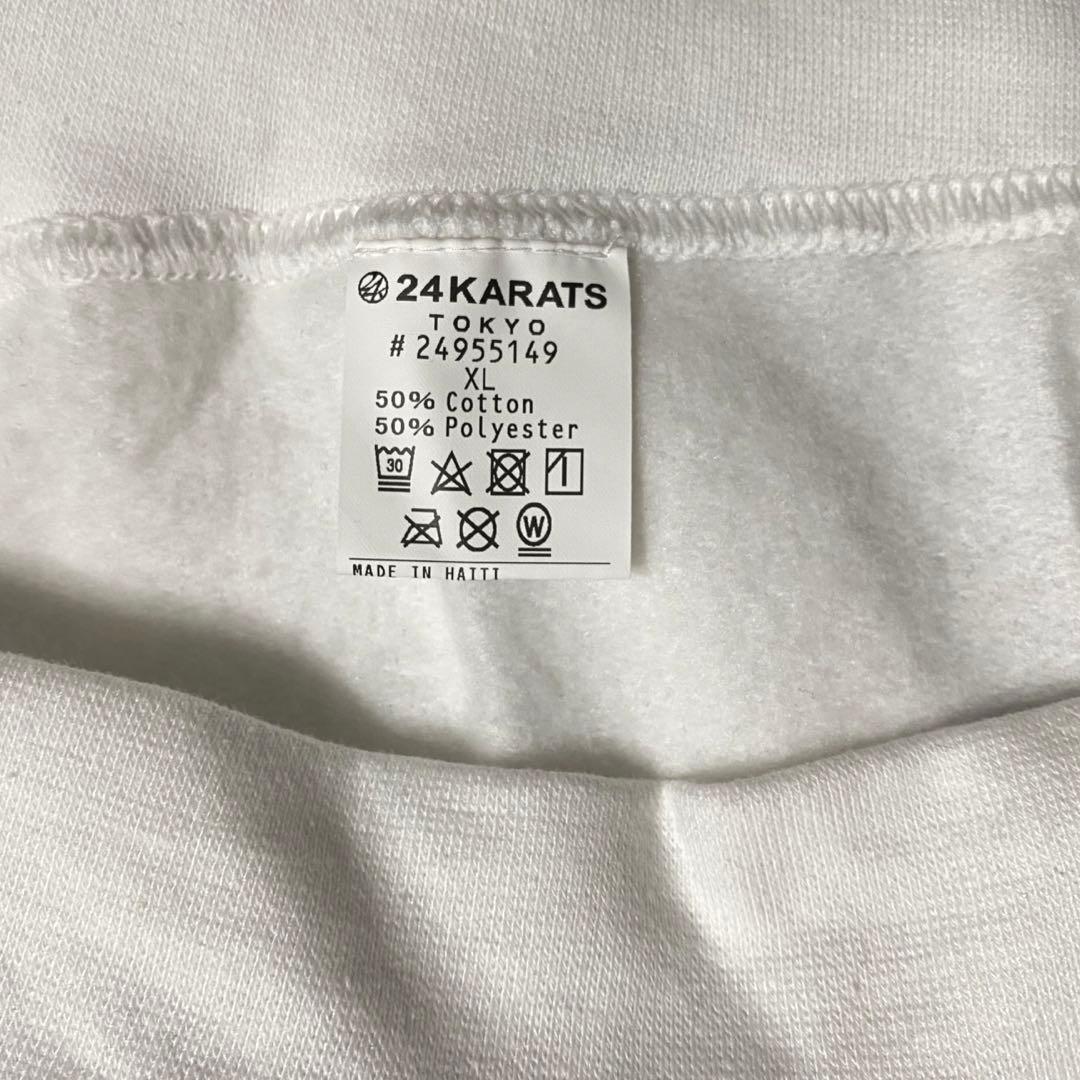 24KARATS
TOKYO
# 24955149
XL
50% Cotton
50% Polyester
30
W
MADE IN HAITI